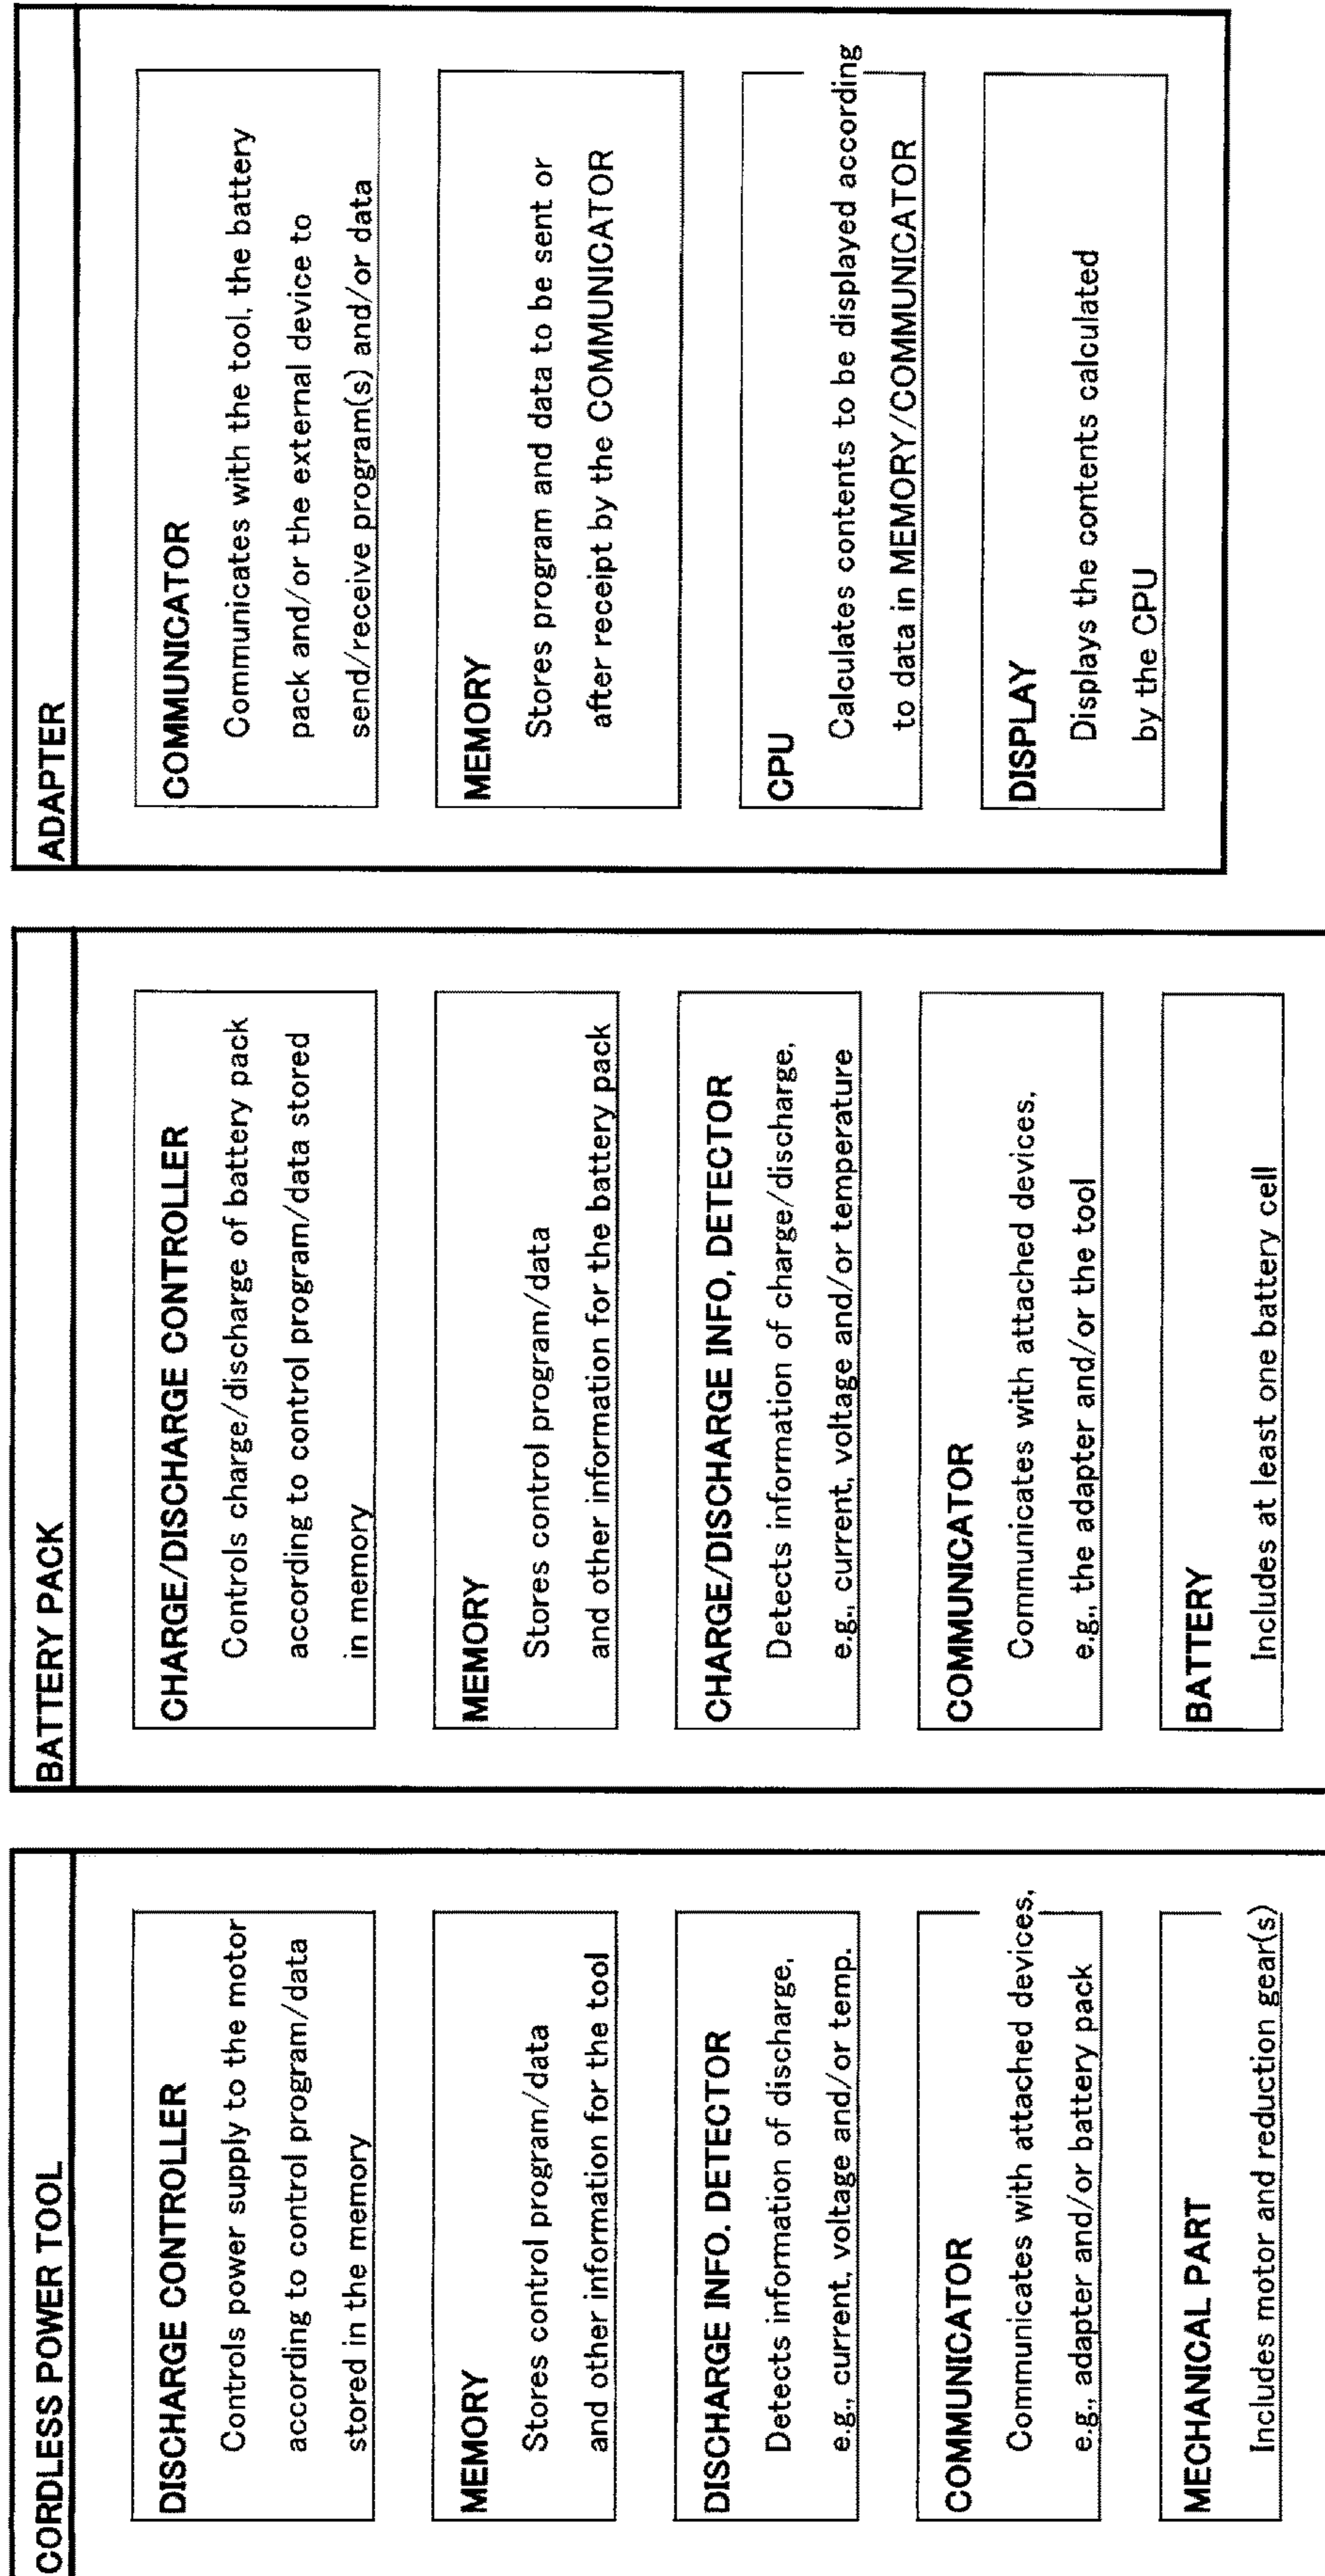 CORDLESS POWER TOOL
DISCHARGE CONTROLLER
Controls power supply to the motor
according to control program/data
stored in the memory
MEMORY
Stores control program/data
and other information for the tool
DISCHARGE INFO. DETECTOR
Detects information of discharge,
e.g., current, voltage and/or temp.
COMMUNICATOR
Communicates with attached devices,
e.g., adapter and/or battery pack
MECHANICAL PART
Includes motor and reduction gear(s)
BATTERY PACK
CHARGE/DISCHARGE CONTROLLER
Controls charge/discharge of battery pack
according to control program/data stored
in memory
MEMORY
Stores control program/data
and other information for the battery pack
CHARGE/DISCHARGE INFO, DETECTOR
Detects information of charge/discharge,
e.g., current, voltage and/or temperature
COMMUNICATOR
Communicates with attached devices,
e.g., the adapter and/or the tool
BATTERY
Includes at least one battery cell
ADAPTER
COMMUNICATOR
Communicates with the tool, the battery
pack and/or the external device to
send/receive program(s) and/or data
MEMORY
Stores program and data to be sent or
after receipt by the COMMUNICATOR
CPU
Calculates contents to be displayed according
to data in MEMORY/COMMUNICATOR
DISPLAY
Displays the contents calculated
by the CPU